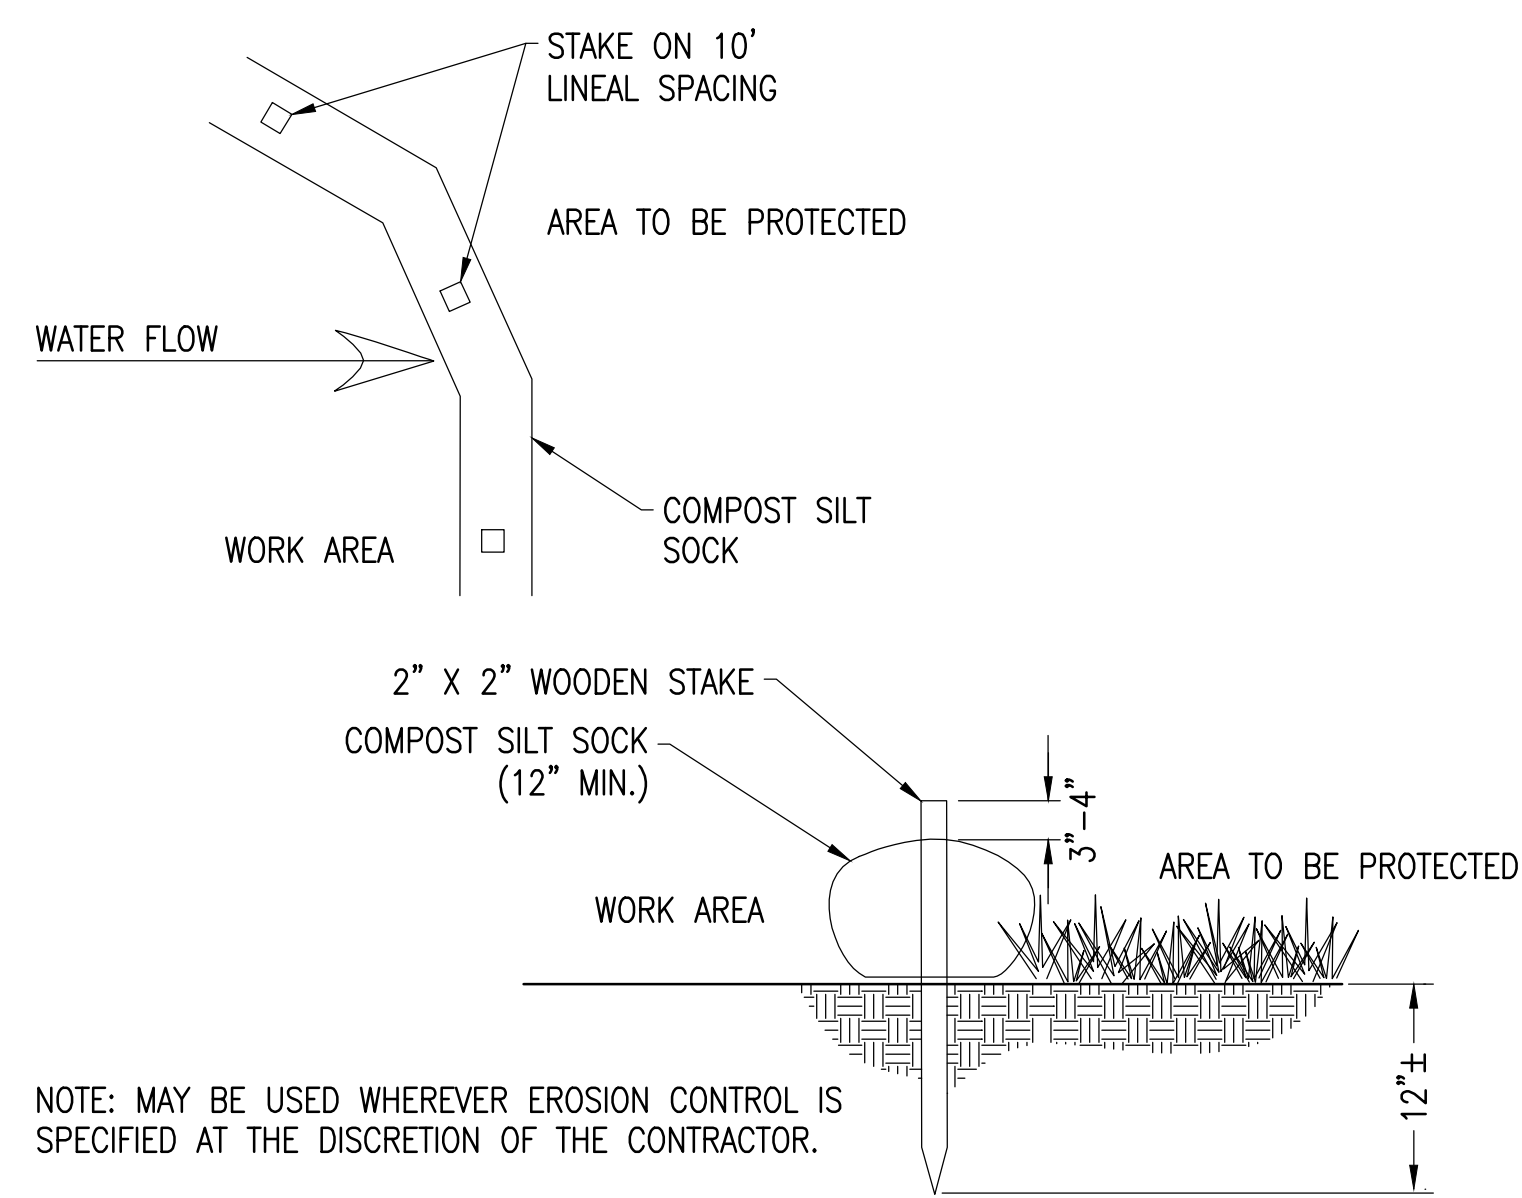 STAKE ON 10'
LINEAL SPACING
AREA TO BE PROTECTED
WATER FLOW
COMPOST SILT
SOCK
WORK AREA
2" X 2" WOODEN STAKE
COMPOST SILT SOCK
(12" MIN.)
3"-4"
AREA TO BE PROTECTED
WORK AREA
12"±
NOTE: MAY BE USED WHEREVER EROSION CONTROL IS
SPECIFIED AT THE DISCRETION OF THE CONTRACTOR.